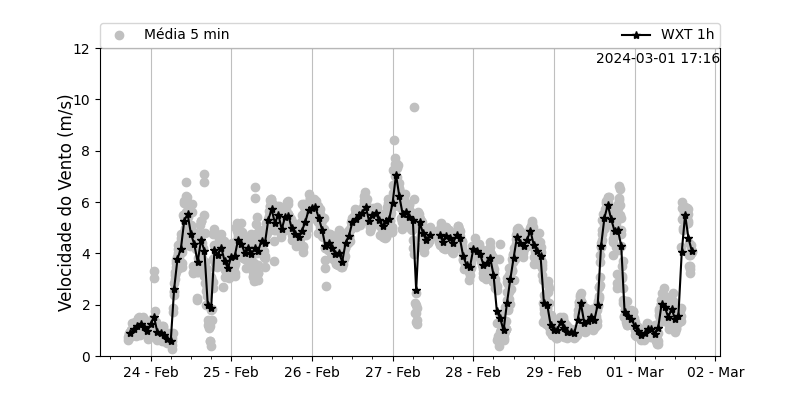 Média 5 min
WXT 1h
2024-03-01 17:16
Velocidade do Vento (m/s)
12
10
8
6
4
2
0
24 - Feb
25 - Feb
26 - Feb
27 - Feb
28 - Feb
29 - Feb
01 - Mar
02 - Mar